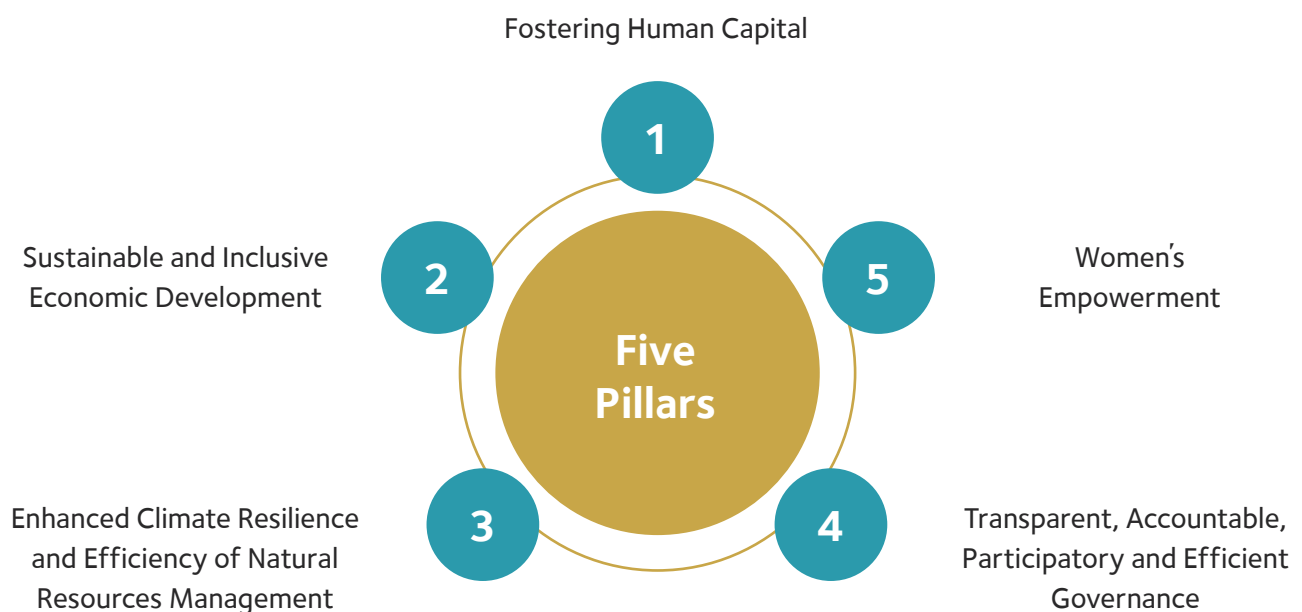 Fostering Human Capital
1
2
Sustainable and Inclusive
Economic Development
5
Women's
Empowerment
Five
Pillars
3
Enhanced Climate Resilience
and Efficiency of Natural
Resources Management
4
Transparent, Accountable,
Participatory and Efficient
Governance